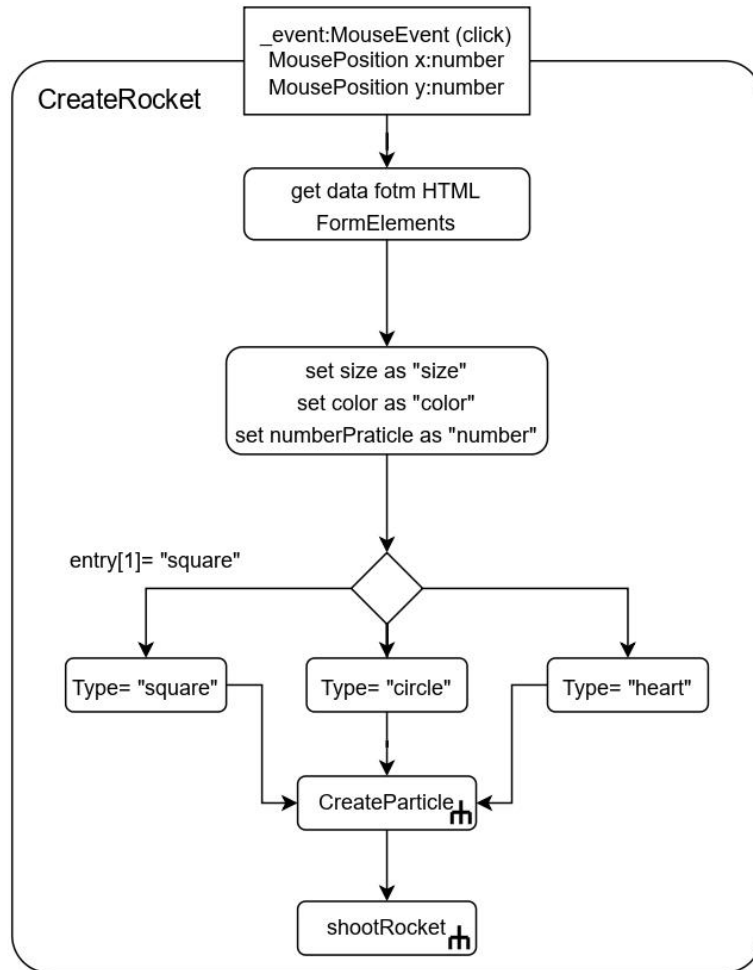 _event:MouseEvent (click)
MousePosition x:number
MousePosition y:number
CreateRocket
get data fotm HTML
FormElements
set size as "size"
set color as "color"
set numberPraticle as "number"
entry[1]= "square"
Type= "square"
Type= "circle"
Type= "heart"
CreateParticle
shootRocket